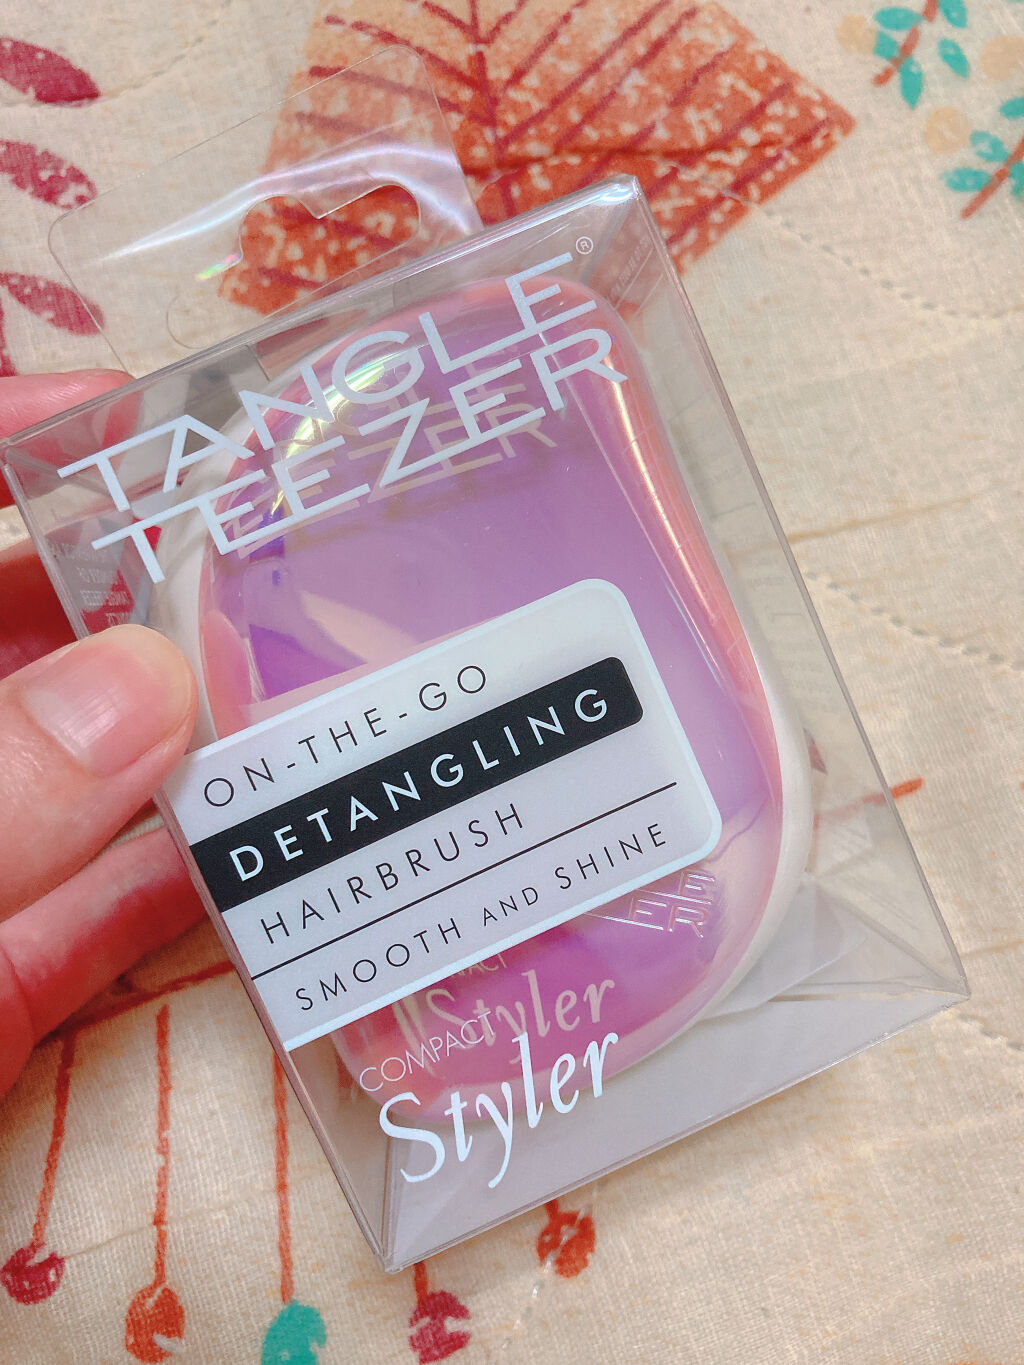 TANGLE
TEEZER®
ON-THE-GO
DETANGLING
HAIRBRUSH
SMOOTH AND SHINE
COMPACT
Styler